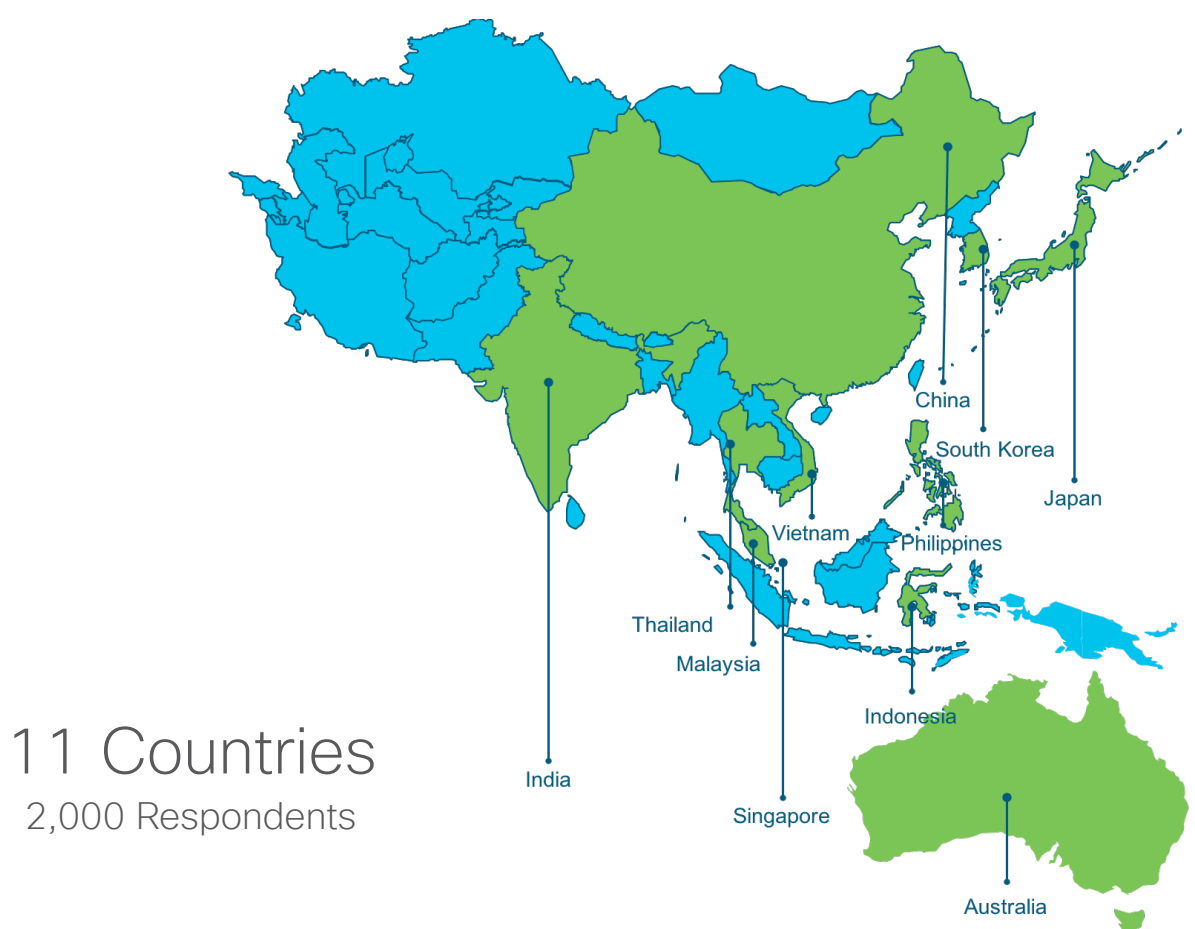 China
South Korea
Japan
Vietnam
Philippines
Thailand
Malaysia
Indonesia
11 Countries
2,000 Respondents
India
Singapore
Australia